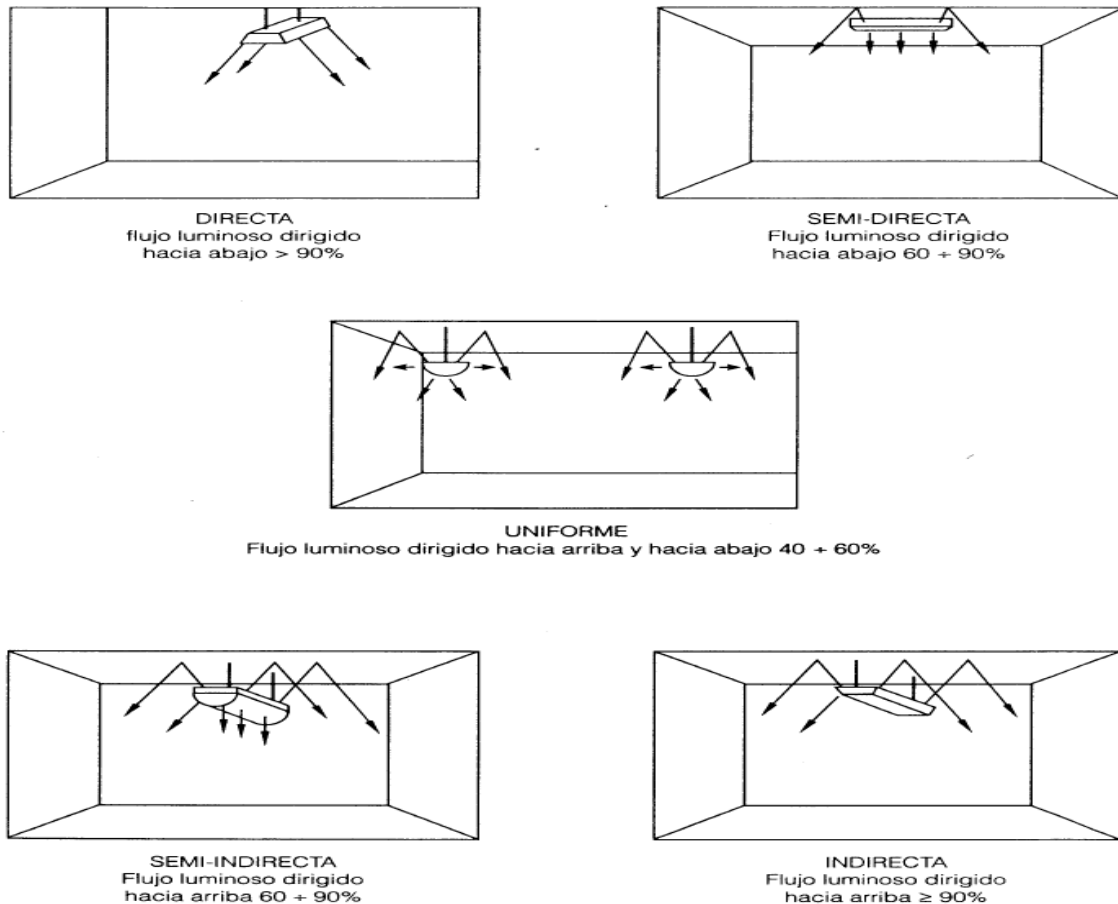 DIRECTA
flujo luminoso dirigido
hacia abajo > 90%
SEMI-DIRECTA
Flujo luminoso dirigido
hacia abajo 60 ÷ 90%
UNIFORME
Flujo luminoso dirigido hacia arriba y hacia abajo 40 ÷ 60%
SEMI-INDIRECTA
Flujo luminoso dirigido
hacia arriba 60 ÷ 90%
INDIRECTA
Flujo luminoso dirigido
hacia arriba ≥ 90%